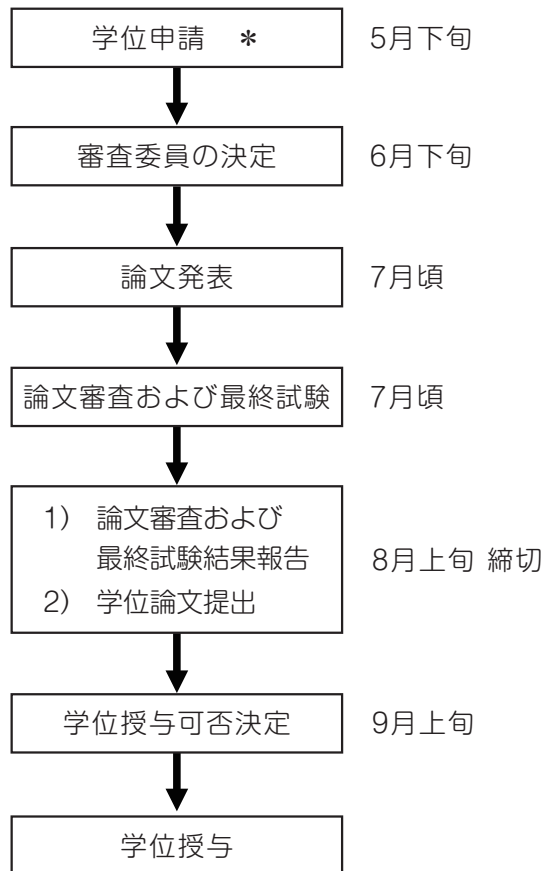 学位申請　＊　5月下旬
審査委員の決定　6月下旬
論文発表　7月頃
論文審査および最終試験　7月頃
1)　論文審査および
最終試験結果報告
8月上旬 締切
2)　学位論文提出
学位授与可否決定　9月上旬
学位授与